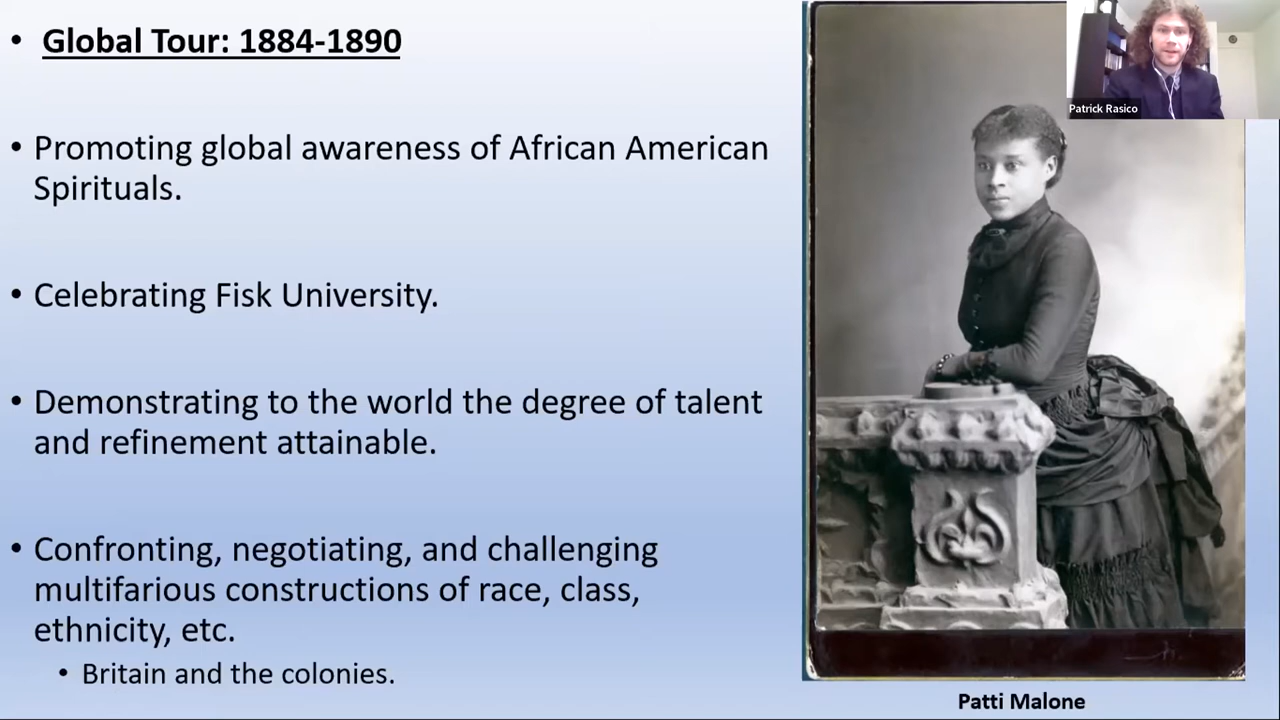 • Global Tour: 1884-1890
• Promoting global awareness of African American
Spirituals.
• Celebrating Fisk University.
• Demonstrating to the world the degree of talent
and refinement attainable.
• Confronting, negotiating, and challenging
multifarious constructions of race, class,
ethnicity, etc.
• Britain and the colonies.
Patrick Rasico
Patti Malone